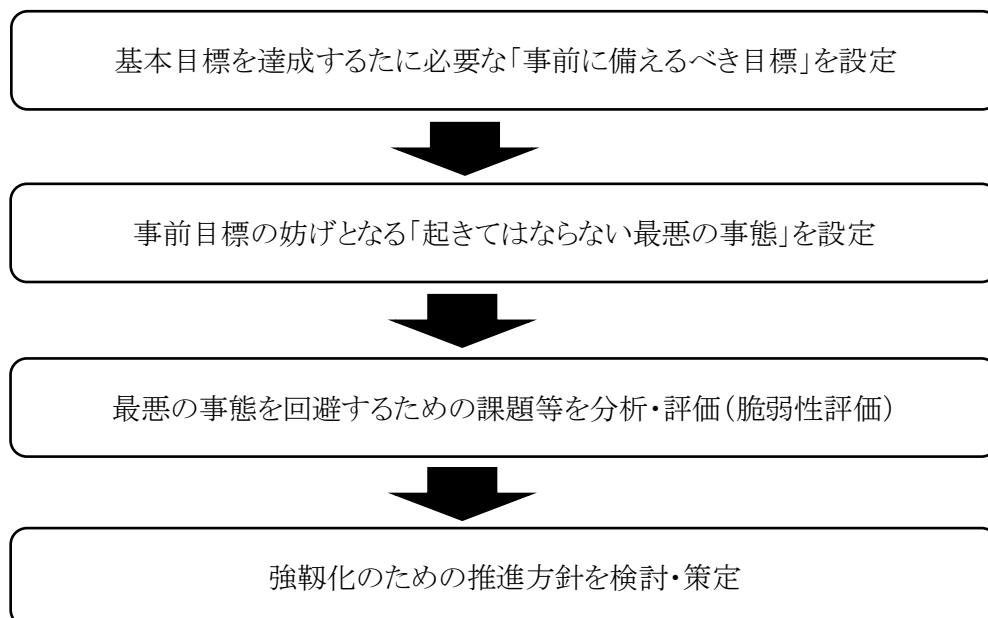 基本目標を達成するたに必要な「事前に備えるべき目標」を設定
事前目標の妨げとなる「起きてはならない最悪の事態」を設定
最悪の事態を回避するための課題等を分析・評価（脆弱性評価）
強靱化のための推進方針を検討・策定